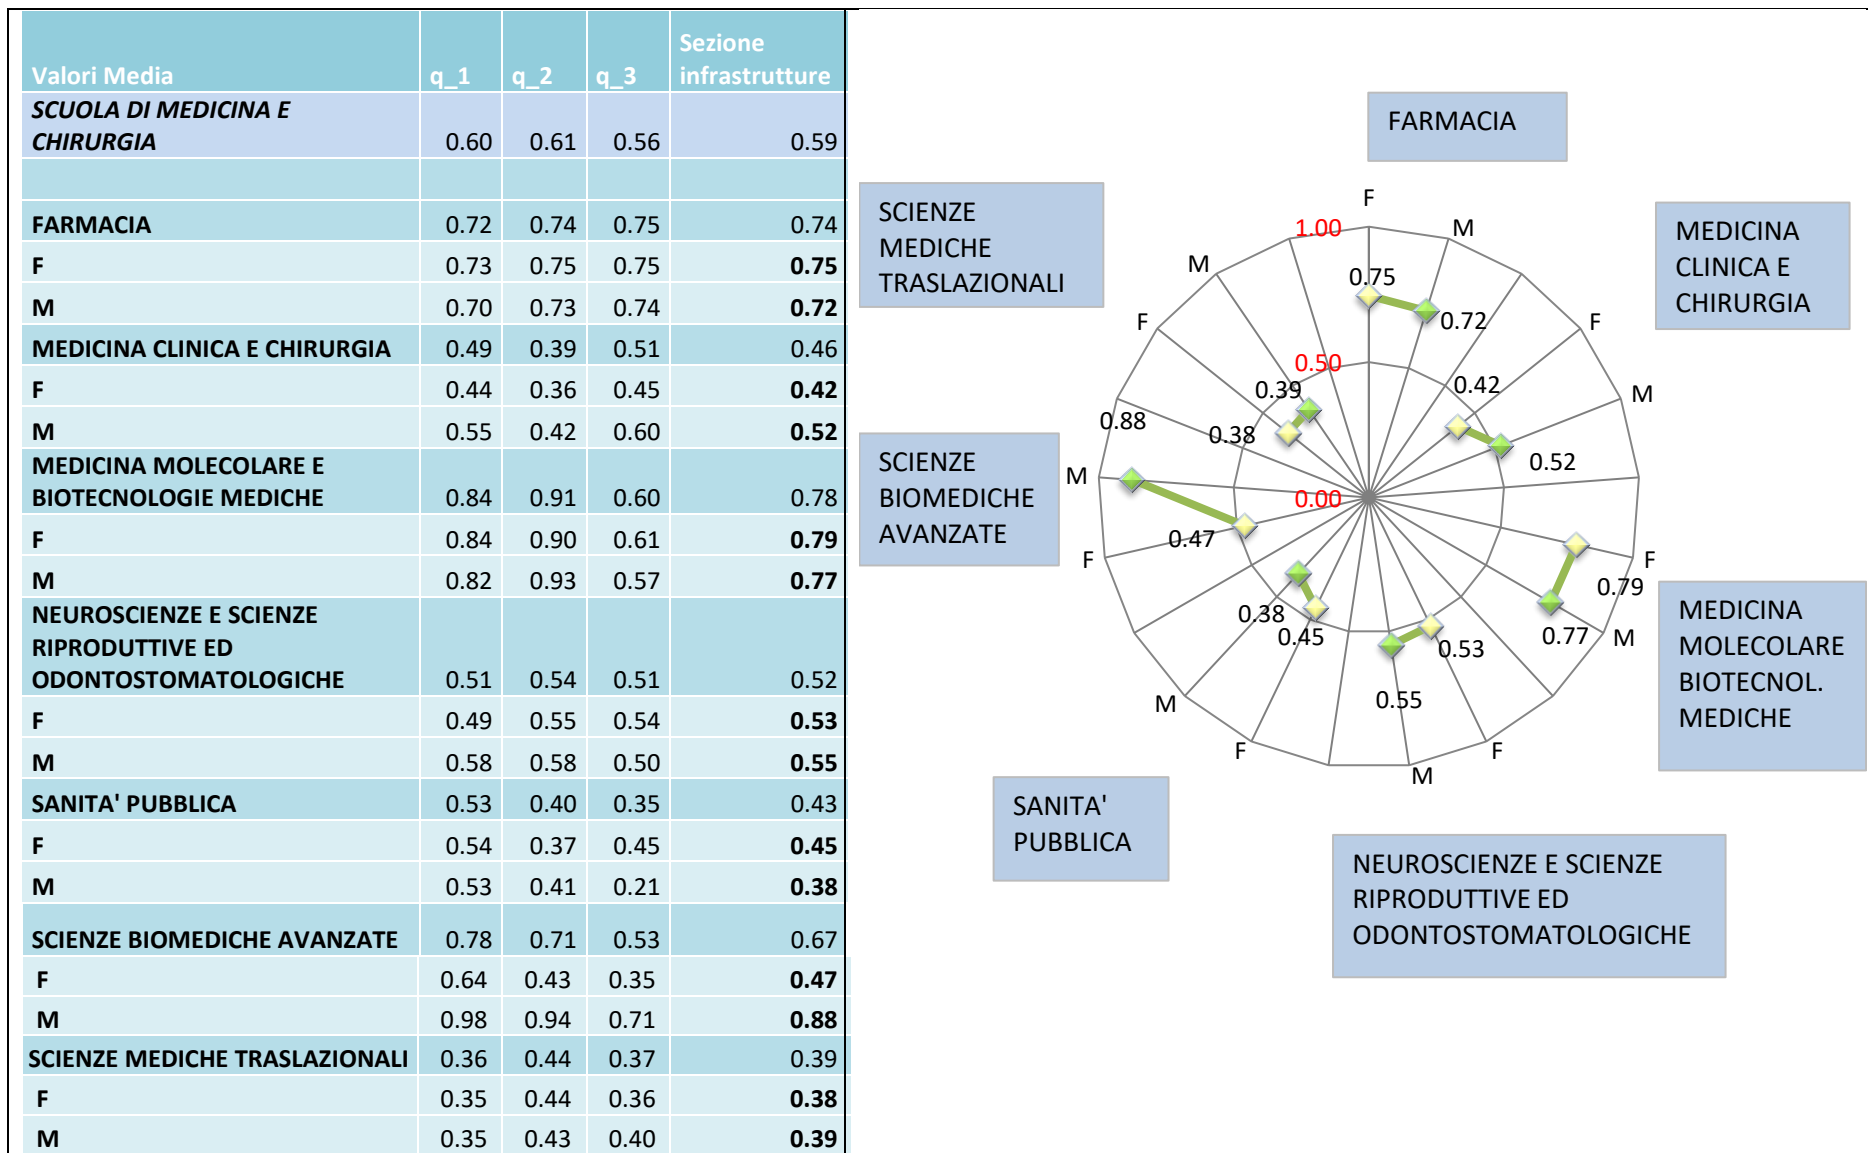 Valori Media q_1 q_2 q_3 Sezione infrastrutture
SCUOLA DI MEDICINA E
CHIRURGIA 0.60 0.61 0.56 0.59
FARMACIA 0.72 0.74 0.75 0.74
F 0.73 0.75 0.75 0.75
M 0.70 0.73 0.74 0.72
MEDICINA CLINICA E CHIRURGIA 0.49 0.39 0.51 0.46
F 0.44 0.36 0.45 0.42
M 0.55 0.42 0.60 0.52
MEDICINA MOLECOLARE E
BIOTECNOLOGIE MEDICHE 0.84 0.91 0.60 0.78
F 0.84 0.90 0.61 0.79
M 0.82 0.93 0.57 0.77
NEUROSCIENZE E SCIENZE
RIPRODUTTIVE ED
ODONTOSTOMATOLOGICHE 0.51 0.54 0.51 0.52
F 0.49 0.55 0.54 0.53
M 0.58 0.58 0.50 0.55
SANITA' PUBBLICA 0.53 0.40 0.35 0.43
F 0.54 0.37 0.45 0.45
M 0.53 0.41 0.21 0.38
SCIENZE BIOMEDICHE AVANZATE 0.78 0.71 0.53 0.67
F 0.64 0.43 0.35 0.47
M 0.98 0.94 0.71 0.88
SCIENZE MEDICHE TRASLAZIONALI 0.36 0.44 0.37 0.39
F 0.35 0.44 0.36 0.38
M 0.35 0.43 0.40 0.39
FARMACIA
MEDICINA
CLINICA E
CHIRURGIA
MEDICINA
MOLECOLARE
BIOTECNOL.
MEDICHE
NEUROSCIENZE E SCIENZE
RIPRODUTTIVE ED
ODONTOSTOMATOLOGICHE
SANITA'
PUBBLICA
SCIENZE
BIOMEDICHE
AVANZATE
SCIENZE
MEDICHE
TRASLAZIONALI
1.00
0.50
0.00
F
0.75
M
0.72
F
0.42
M
0.52
F
0.79
M
0.77
F
0.53
M
0.55
F
0.45
M
0.38
F
0.47
M
0.88
F
0.38
M
0.39